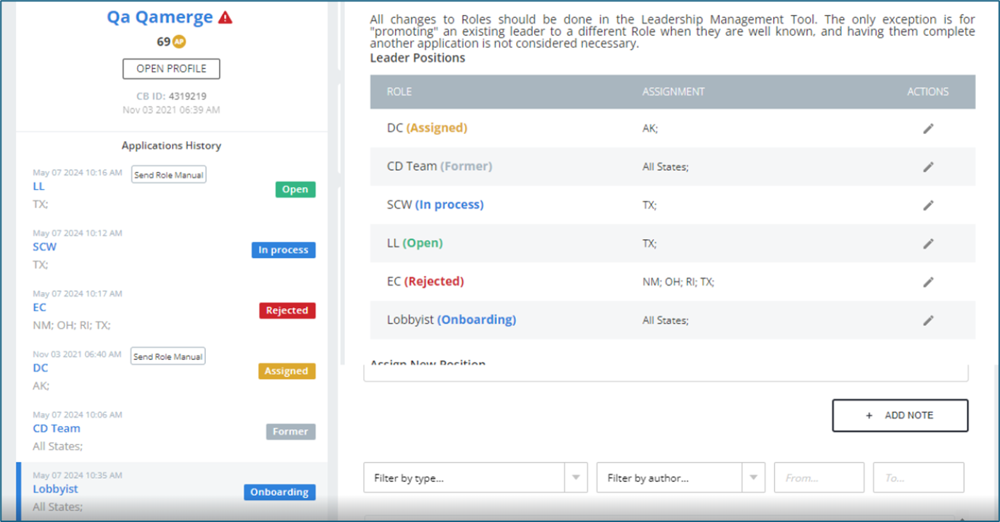 Qa Qamerge
69 AP
OPEN PROFILE
CB ID: 4319219
Nov 03 2021 06:39 AM
Applications History
May 07 2024 10:16 AM Send Role Manual
LL Open
TX;
May 07 2024 10:12 AM
SCW In process
TX;
May 07 2024 10:17 AM
EC Rejected
NM; OH; RI; TX;
Nov 03 2021 06:40 AM Send Role Manual
DC Assigned
AK;
May 07 2024 10:06 AM
CD Team Former
All States;
May 07 2024 10:35 AM
Lobbyist Onboarding
All States;
All changes to Roles should be done in the Leadership Management Tool. The only exception is for
"promoting" an existing leader to a different Role when they are well known, and having them complete
another application is not considered necessary.
Leader Positions
ROLE ASSIGNMENT ACTIONS
DC (Assigned) AK;
CD Team (Former) All States;
SCW (In process) TX;
LL (Open) TX;
EC (Rejected) NM; OH; RI; TX;
Lobbyist (Onboarding) All States;
Assign New Position
+ ADD NOTE
Filter by type... Filter by author... From... To...